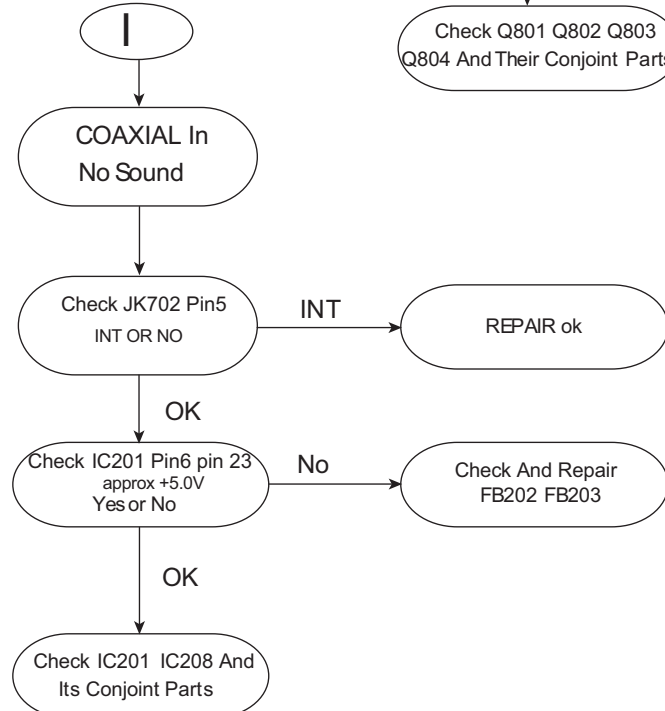 I
Check Q801 Q802 Q803
Q804 And Their Conjoint Parts
COAXIAL In
No Sound
Check JK702 Pin5
INT OR NO
INT
REPAIR ok
OK
Check IC201 Pin6 pin 23
approx +5.0V
Yes or No
No
Check And Repair
FB202 FB203
OK
Check IC201 IC208 And
Its Conjoint Parts